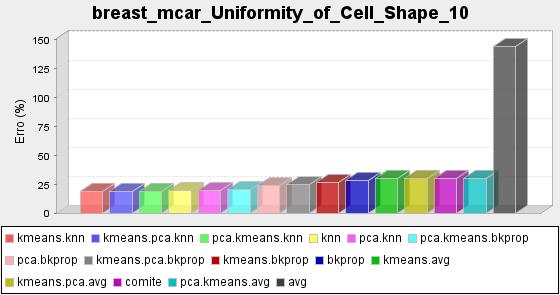 breast_mcar_Uniformity_of_Cell_Shape_10
150
125
100
75
50
25
0
Erro (%)
kmeans.knn kmeans.pca.knn pca.kmeans.knn knn pca.knn pca.kmeans.bkprop
pca.bkprop kmeans.pca.bkprop kmeans.bkprop bkprop kmeans.avg
kmeans.pca.avg comite pca.kmeans.avg avg